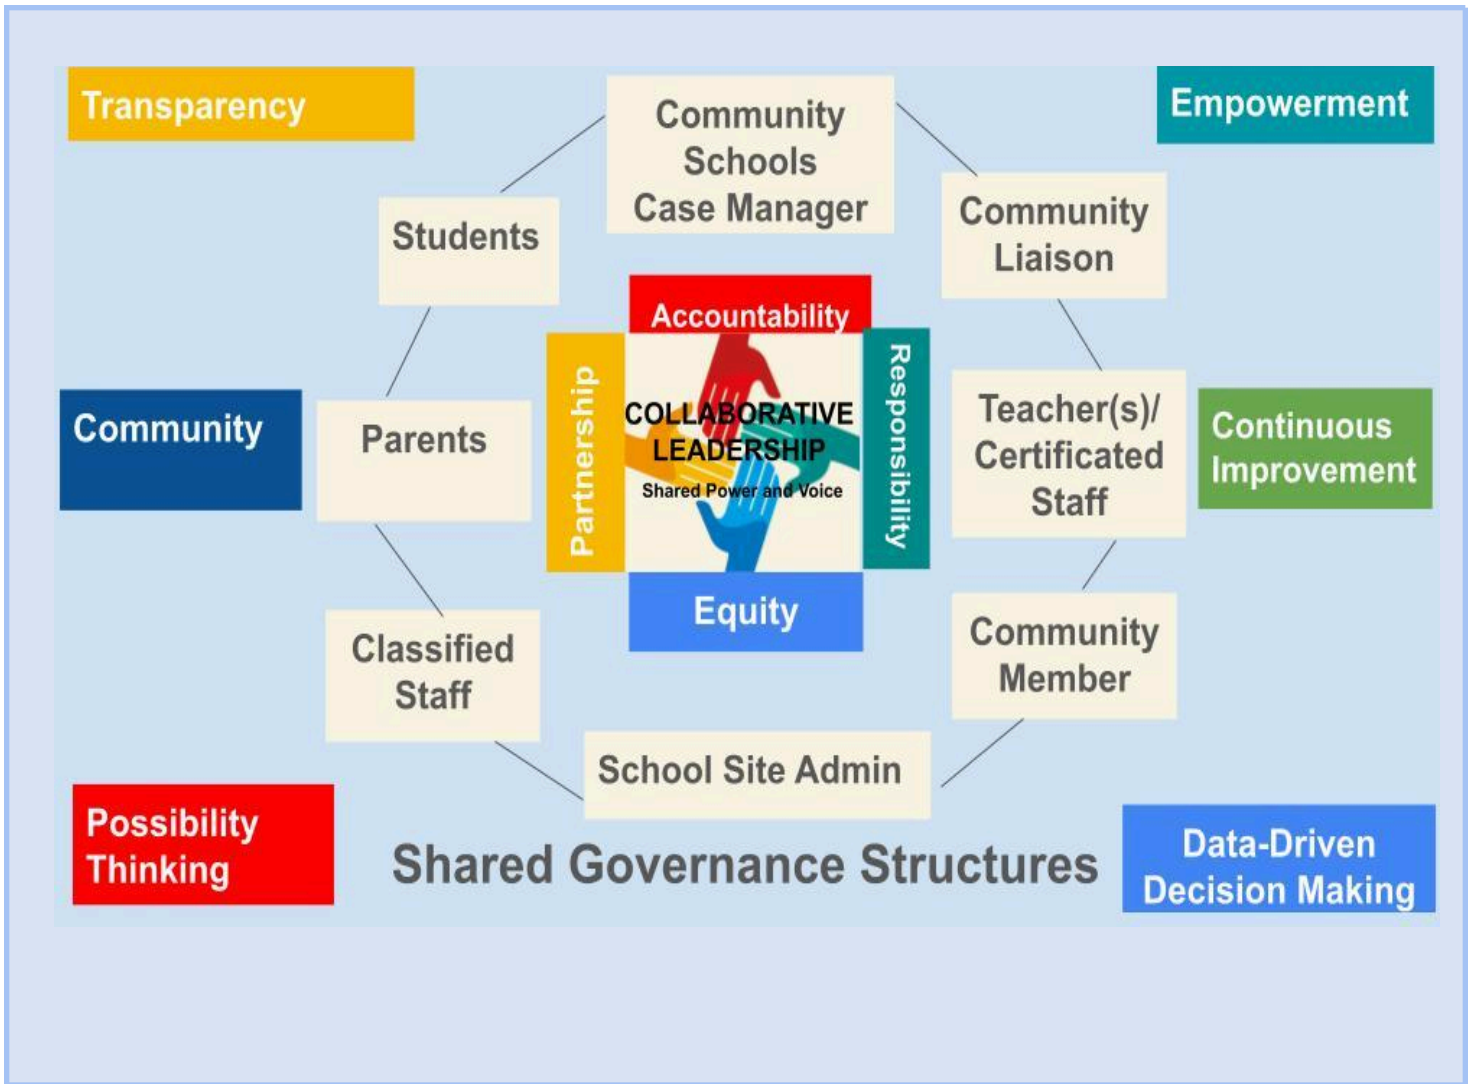 Transparency
Community
Schools
Case Manager
Empowerment
Students
Community
Liaison
Accountability
Partnership
COLLABORATIVE
LEADERSHIP
Shared Power and Voice
Responsibility
Equity
Community
Parents
Teacher(s)/
Certificated
Staff
Continuous
Improvement
Classified
Staff
Community
Member
School Site Admin
Possibility
Thinking
Shared Governance Structures
Data-Driven
Decision Making